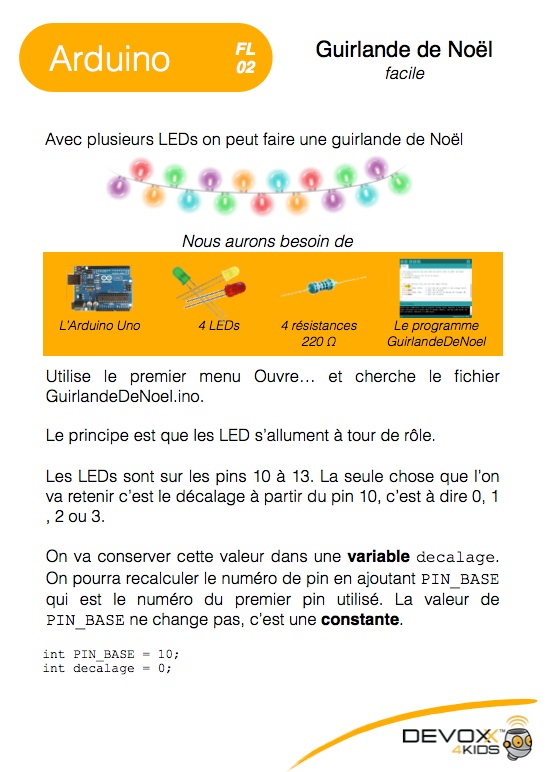 Arduino
FL
02
Guirlande de Noël
facile
Avec plusieurs LEDs on peut faire une guirlande de Noël
Nous aurons besoin de
L'Arduino Uno
4 LEDs
4 résistances
220 Ω
Le programme
GuirlandeDeNoel
Utilise le premier menu Ouvre… et cherche le fichier
GuirlandeDeNoel.ino.
Le principe est que les LED s'allument à tour de rôle.
Les LEDs sont sur les pins 10 à 13. La seule chose que l'on
va retenir c'est le décalage à partir du pin 10, c'est à dire 0, 1
, 2 ou 3.
On va conserver cette valeur dans une variable decalage.
On pourra recalculer le numéro de pin en ajoutant PIN_BASE
qui est le numéro du premier pin utilisé. La valeur de
PIN_BASE ne change pas, c'est une constante.
int PIN_BASE = 10;
int decalage = 0;
DEVOXX™
4KIDS